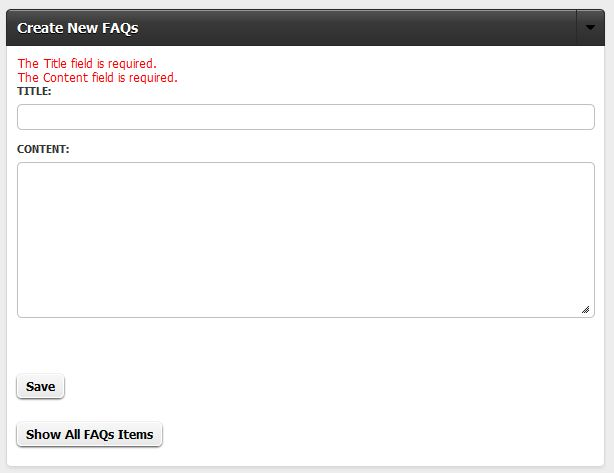 Create New FAQs
The Title field is required.
The Content field is required.
TITLE:
CONTENT:
Save
Show All FAQs Items